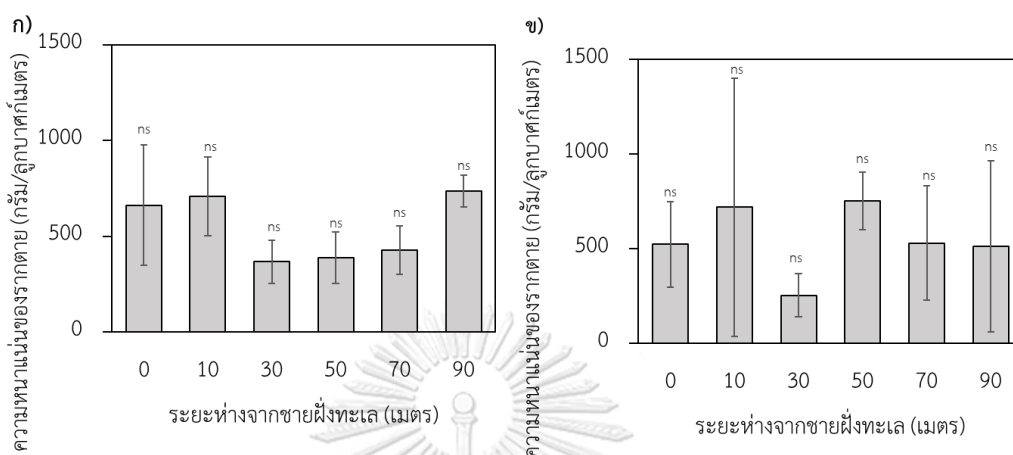 ก)
ความหนาแน่นของรากตาย (กรัม/ลูกบาศก์เมตร)
1500
1000
500
0
ns ns ns ns ns ns
0 10 30 50 70 90
ระยะห่างจากชายฝั่งทะเล (เมตร)
ข)
ความหนาแน่นของรากตาย (กรัม/ลูกบาศก์เมตร)
1500
1000
500
0
ns ns ns ns ns ns
0 10 30 50 70 90
ระยะห่างจากชายฝั่งทะเล (เมตร)